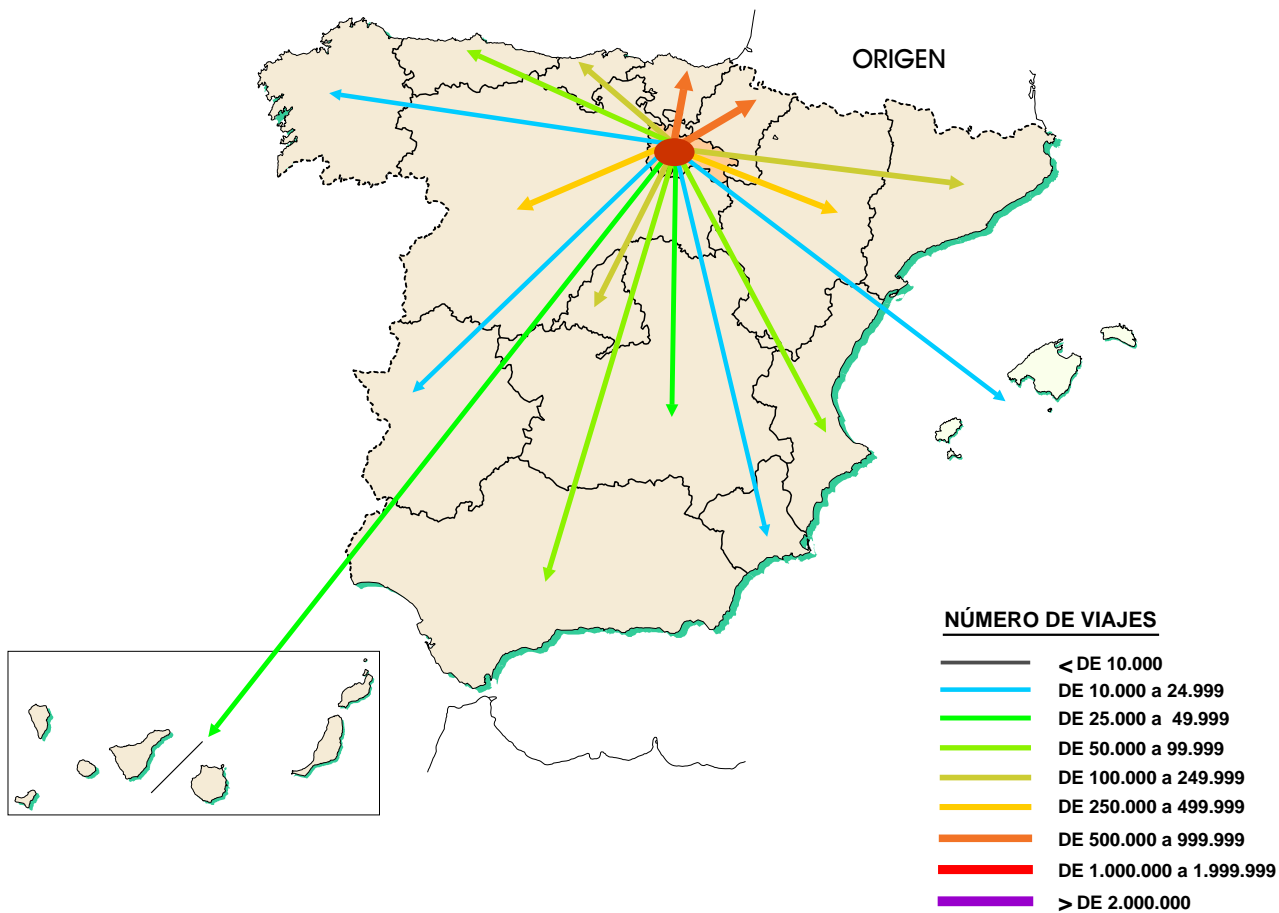 ORIGEN
NÚMERO DE VIAJES
< DE 10.000
DE 10.000 a 24.999
DE 25.000 a 49.999
DE 50.000 a 99.999
DE 100.000 a 249.999
DE 250.000 a 499.999
DE 500.000 a 999.999
DE 1.000.000 a 1.999.999
> DE 2.000.000